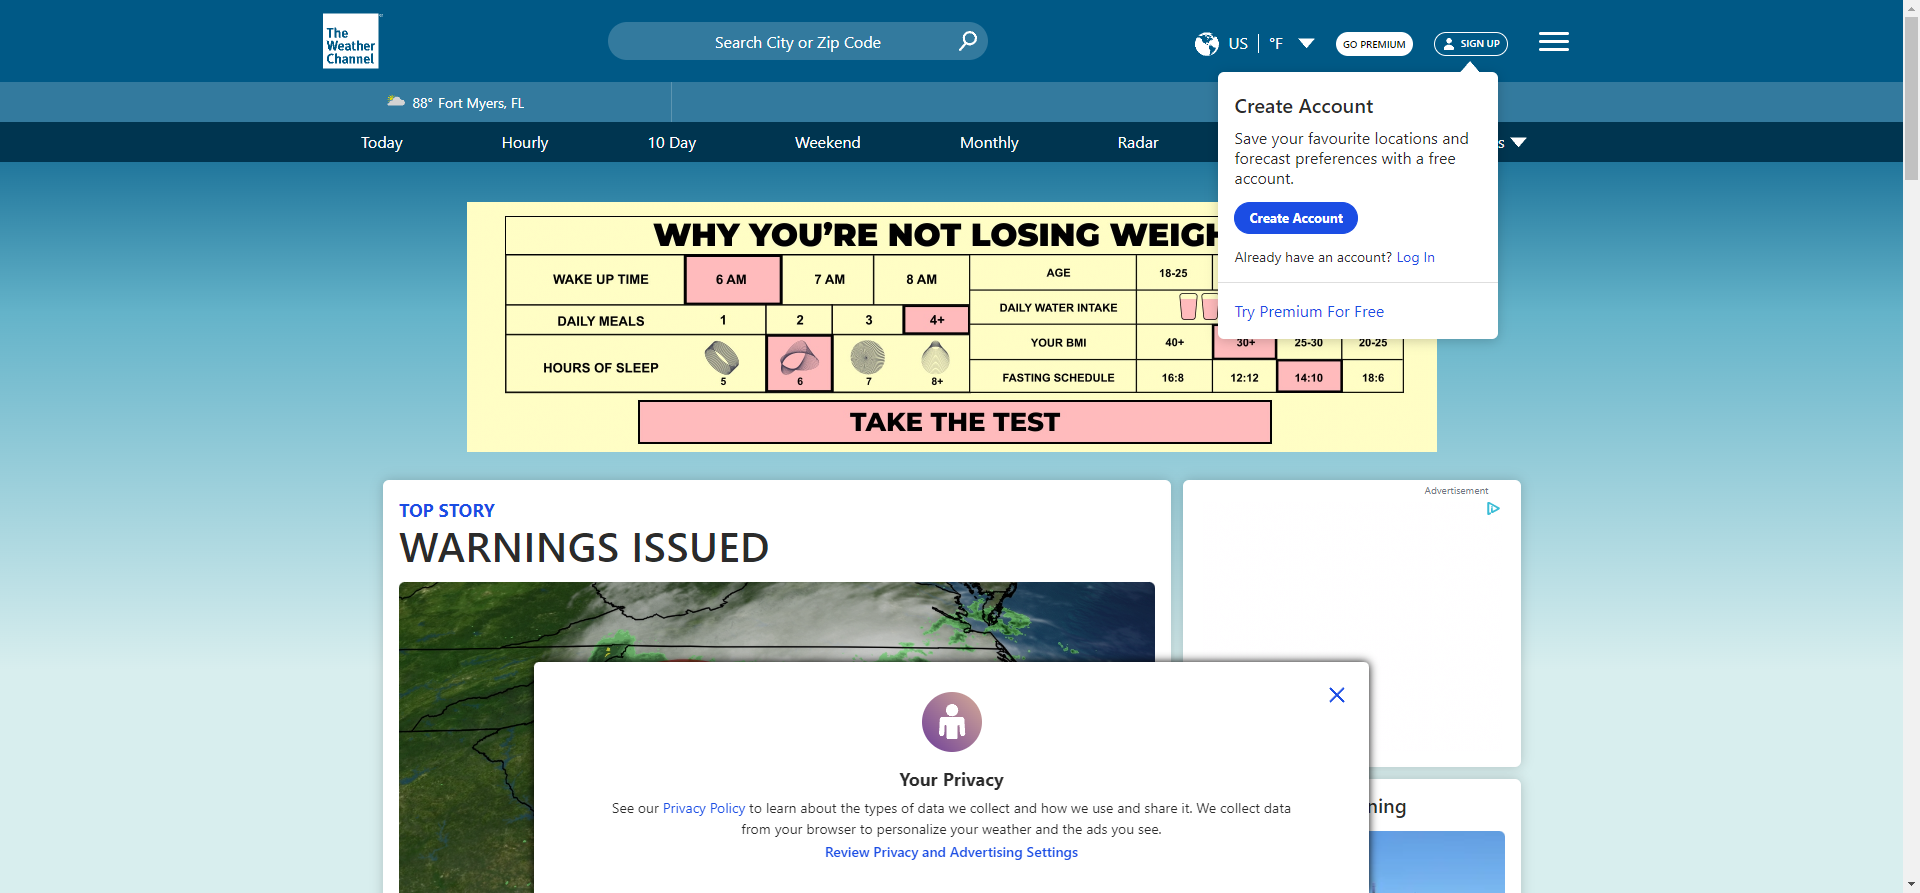 The
Weather
Channel
Search City or Zip Code
US
°F
GO PREMIUM
SIGN UP
88° Fort Myers, FL
Today
Hourly
10 Day
Weekend
Monthly
Radar
s
Create Account
Save your favourite locations and
forecast preferences with a free
account.
Create Account
Already have an account? Log In
Try Premium For Free
WHY YOU'RE NOT LOSING WEIGH
WAKE UP TIME 6 AM 7 AM 8 AM
DAILY MEALS 1 2 3 4+
HOURS OF SLEEP 5 6 7 8+
AGE 18-25
DAILY WATER INTAKE
YOUR BMI 40+ 30+ 25-30 20-25
FASTING SCHEDULE 16:8 12:12 14:10 18:6
TAKE THE TEST
TOP STORY
WARNINGS ISSUED
Advertisement
ning
Your Privacy
See our Privacy Policy to learn about the types of data we collect and how we use and share it. We collect data
from your browser to personalize your weather and the ads you see.
Review Privacy and Advertising Settings